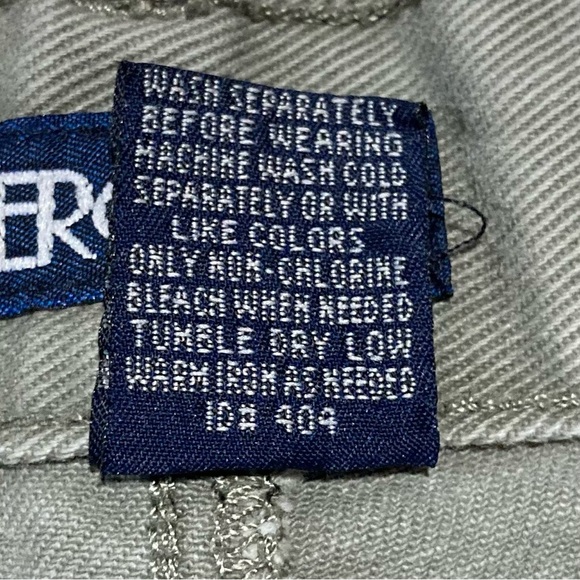 WASH SEPARATELY
BEFORE WEARING
MACHINE WASH COLD
SEPARATELY OR WITH
LIKE COLORS
ONLY NON-CHLORINE
BLEACH WHEN NEEDED
TUMBLE DRY LOW
WARM IRON AS NEEDED
ID# 404